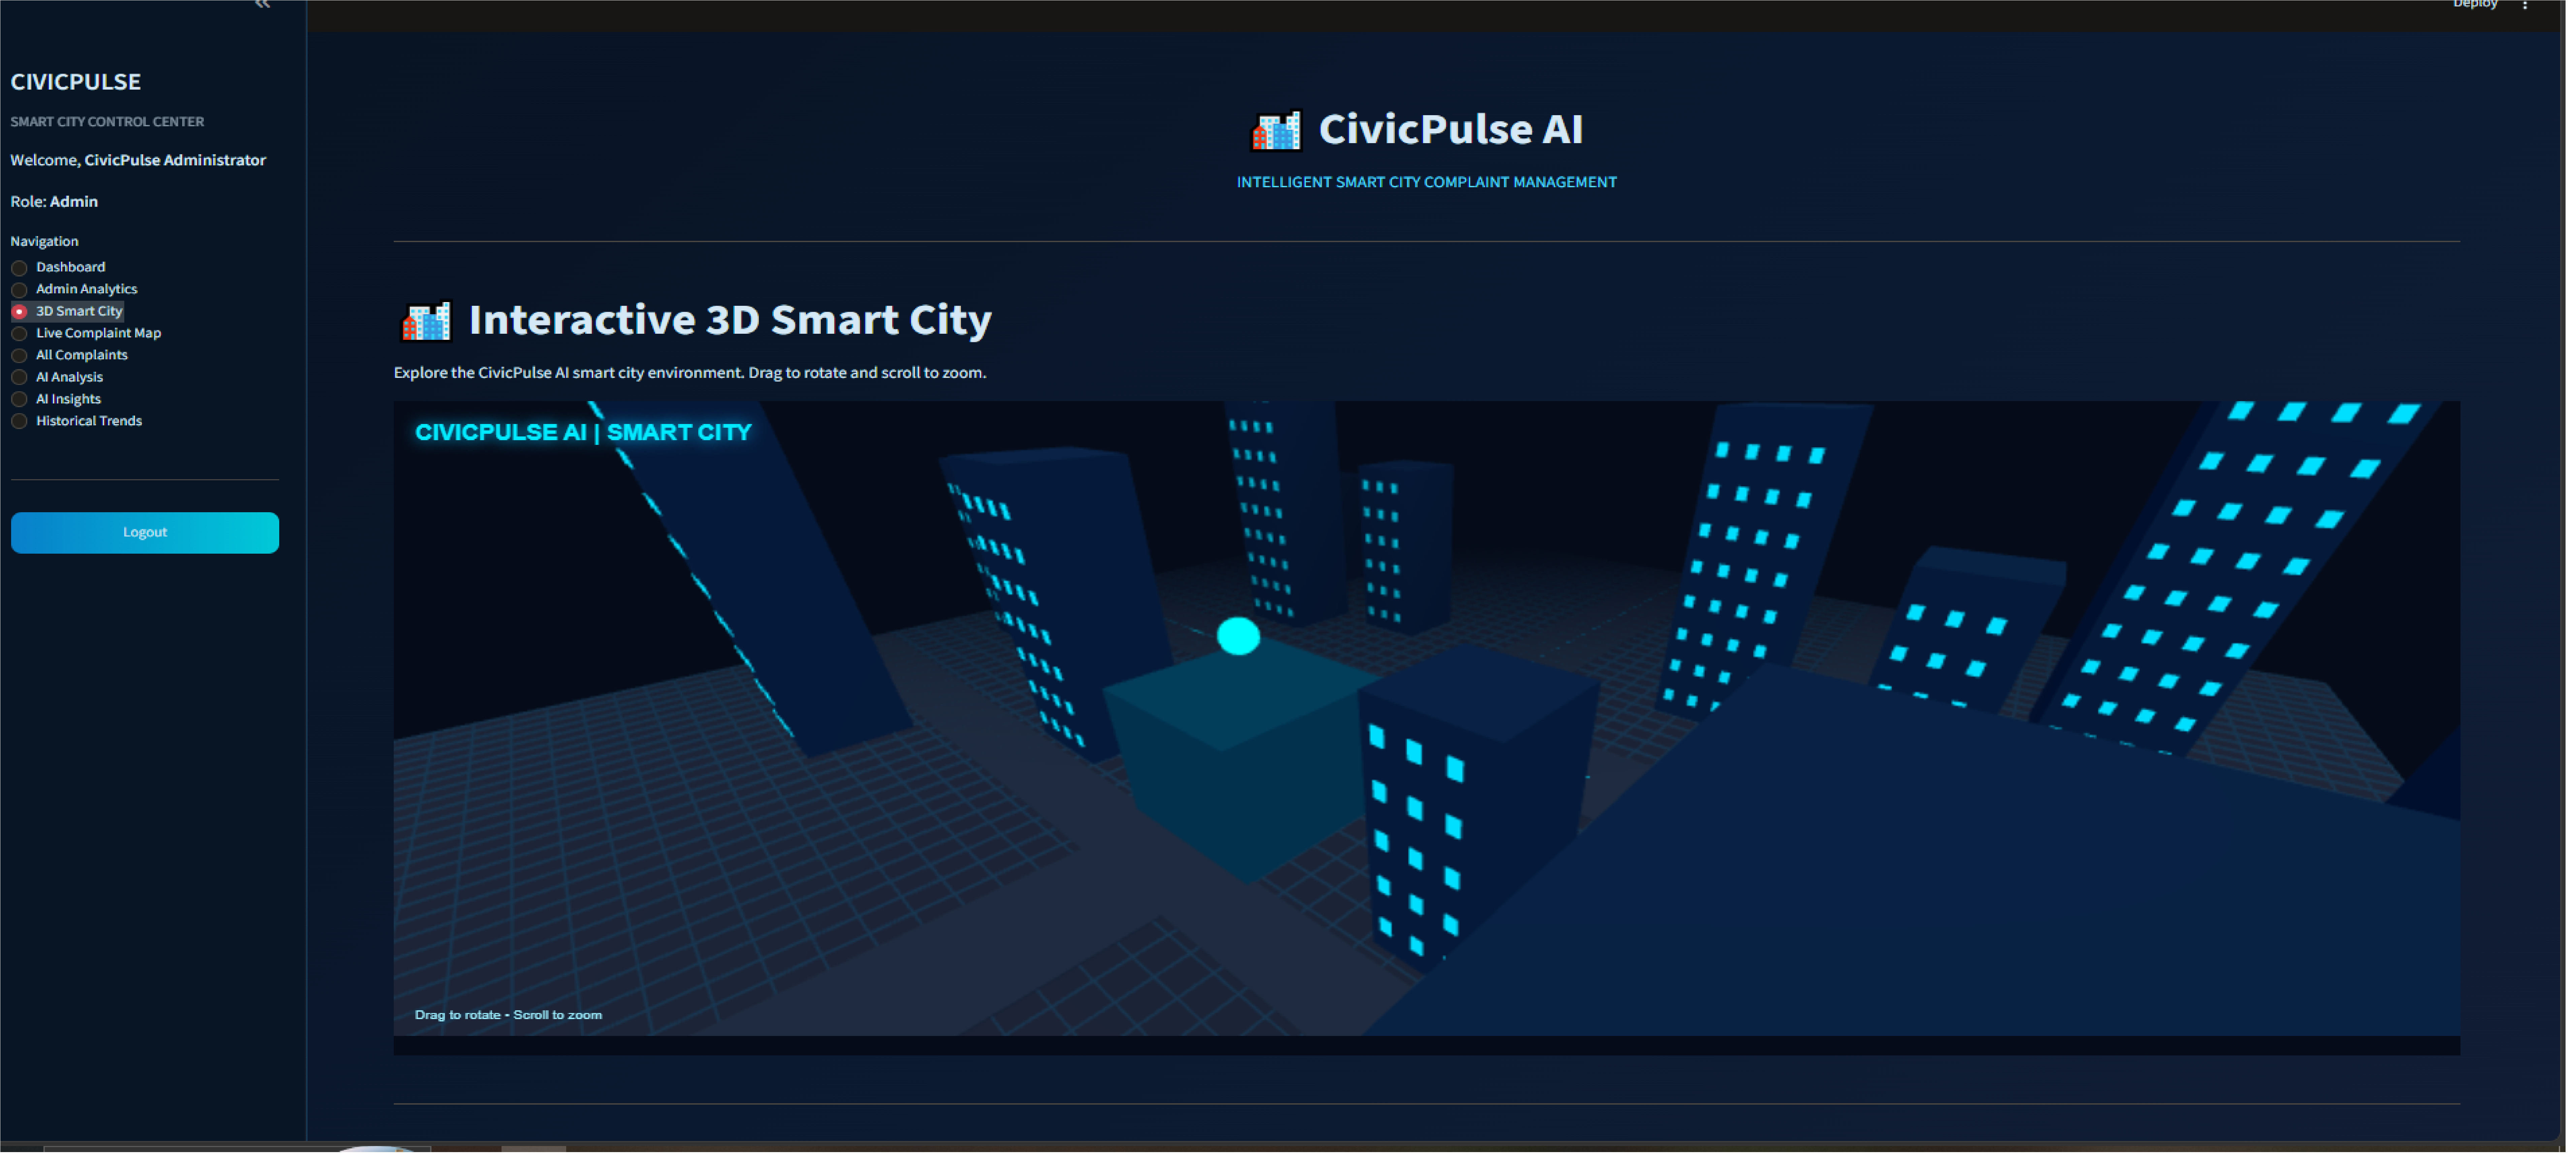 Deploy
CIVICPULSE
SMART CITY CONTROL CENTER
Welcome, CivicPulse Administrator
Role: Admin
Navigation
Dashboard
Admin Analytics
3D Smart City
Live Complaint Map
All Complaints
AI Analysis
AI Insights
Historical Trends
Logout
CivicPulse AI
INTELLIGENT SMART CITY COMPLAINT MANAGEMENT
Interactive 3D Smart City
Explore the CivicPulse AI smart city environment. Drag to rotate and scroll to zoom.
CIVICPULSE AI | SMART CITY
Drag to rotate • Scroll to zoom